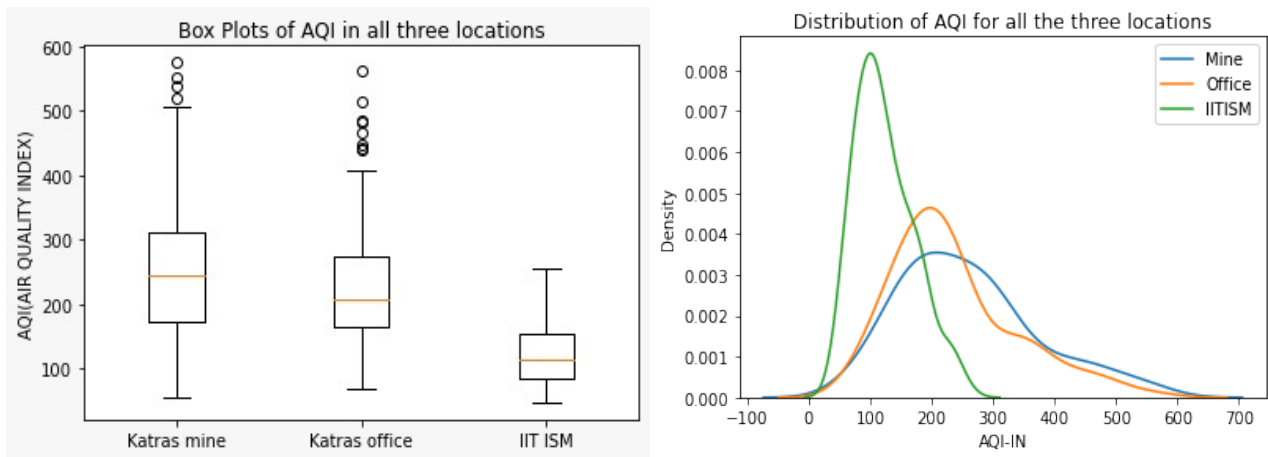 Box Plots of AQI in all three locations
600
500
400
300
200
100
AQI(AIR QUALITY INDEX)
Katras mine Katras office IIT ISM
Distribution of AQI for all the three locations
Mine
Office
IITISM
0.008
0.007
0.006
0.005
0.004
0.003
0.002
0.001
0.000
Density
-100 0 100 200 300 400 500 600 700
AQI-IN